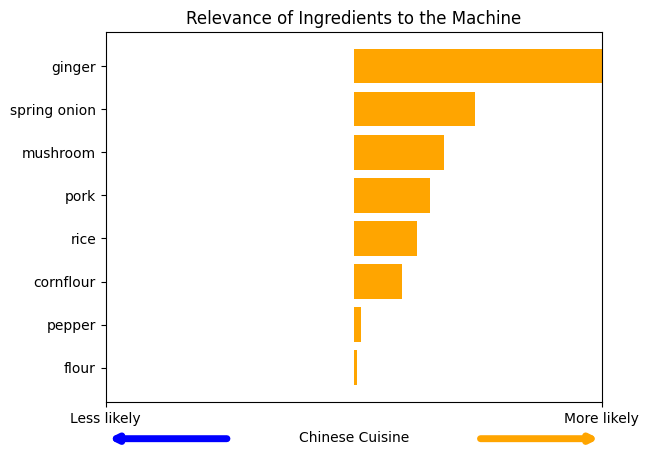 Relevance of Ingredients to the Machine
ginger
spring onion
mushroom
pork
rice
cornflour
pepper
flour
Less likely
More likely
Chinese Cuisine